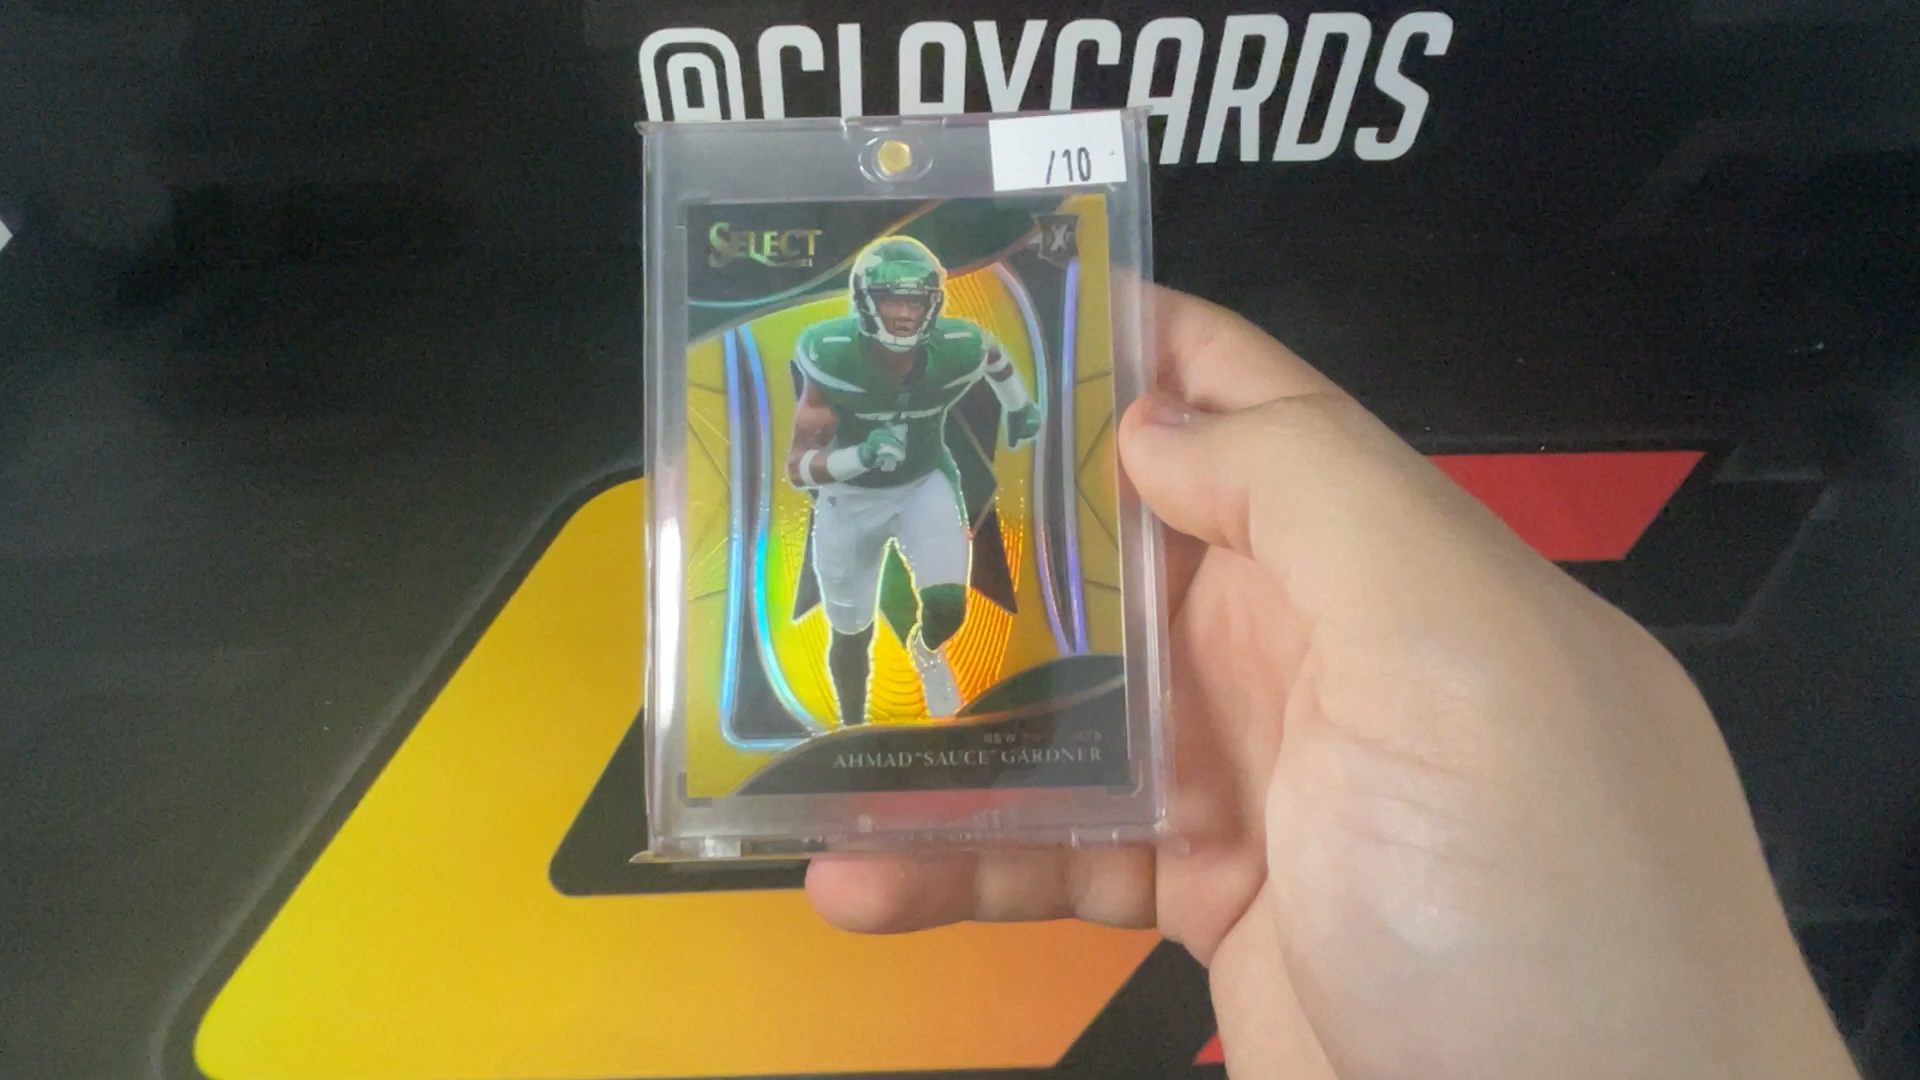 @CLAYCARDS
/10
SELECT
AHMAD "SAUCE" GARDNER